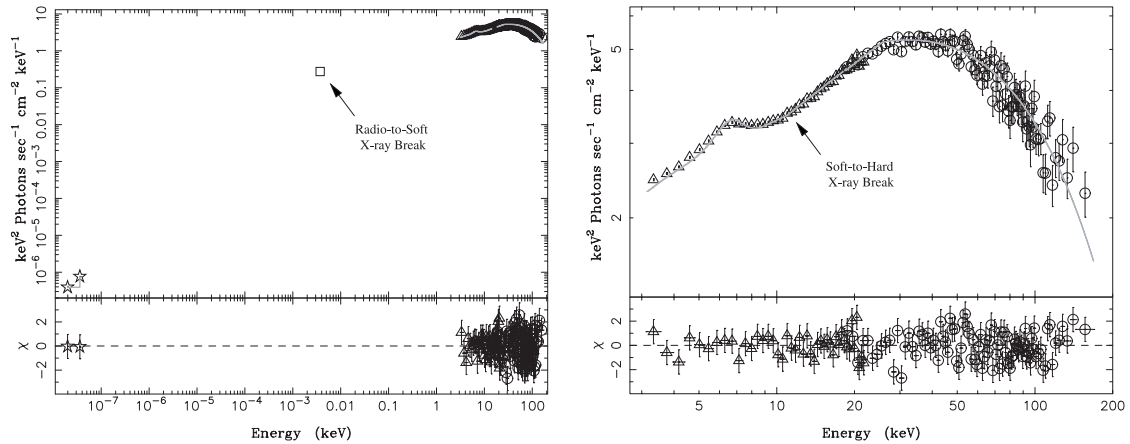 keV² Photons sec⁻¹ cm⁻² keV⁻¹
10
1
0.1
0.01
10⁻³
10⁻⁴
10⁻⁵
10⁻⁶
Radio-to-Soft
X-ray Break
χ
2
0
−2
10⁻⁷ 10⁻⁶ 10⁻⁵ 10⁻⁴ 10⁻³ 0.01 0.1 1 10 100
Energy (keV)
keV² Photons sec⁻¹ cm⁻² keV⁻¹
5
2
Soft-to-Hard
X-ray Break
χ
2
0
−2
5 10 20 50 100 200
Energy (keV)